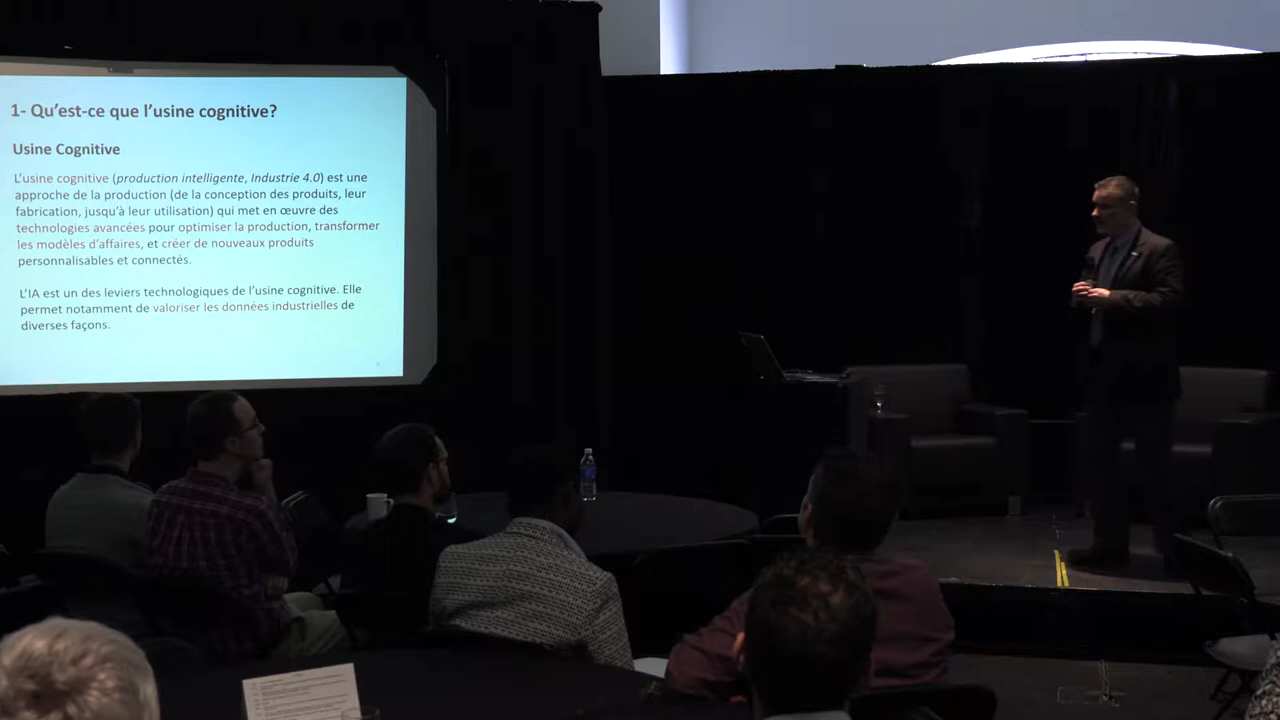 1- Qu’est-ce que l’usine cognitive?
Usine Cognitive
L’usine cognitive (production intelligente, Industrie 4.0) est une
approche de la production (de la conception des produits, leur
fabrication, jusqu’à leur utilisation) qui met en œuvre des
technologies avancées pour optimiser la production, transformer
les modèles d’affaires, et créer de nouveaux produits
personnalisables et connectés.
L’IA est un des leviers technologiques de l’usine cognitive. Elle
permet notamment de valoriser les données industrielles de
diverses façons.